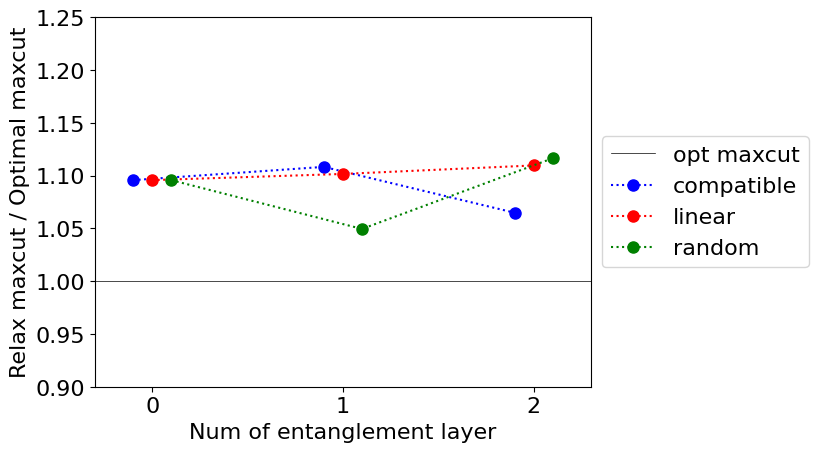 Relax maxcut / Optimal maxcut
1.25
1.20
1.15
1.10
1.05
1.00
0.95
0.90
0 1 2
Num of entanglement layer
opt maxcut
compatible
linear
random